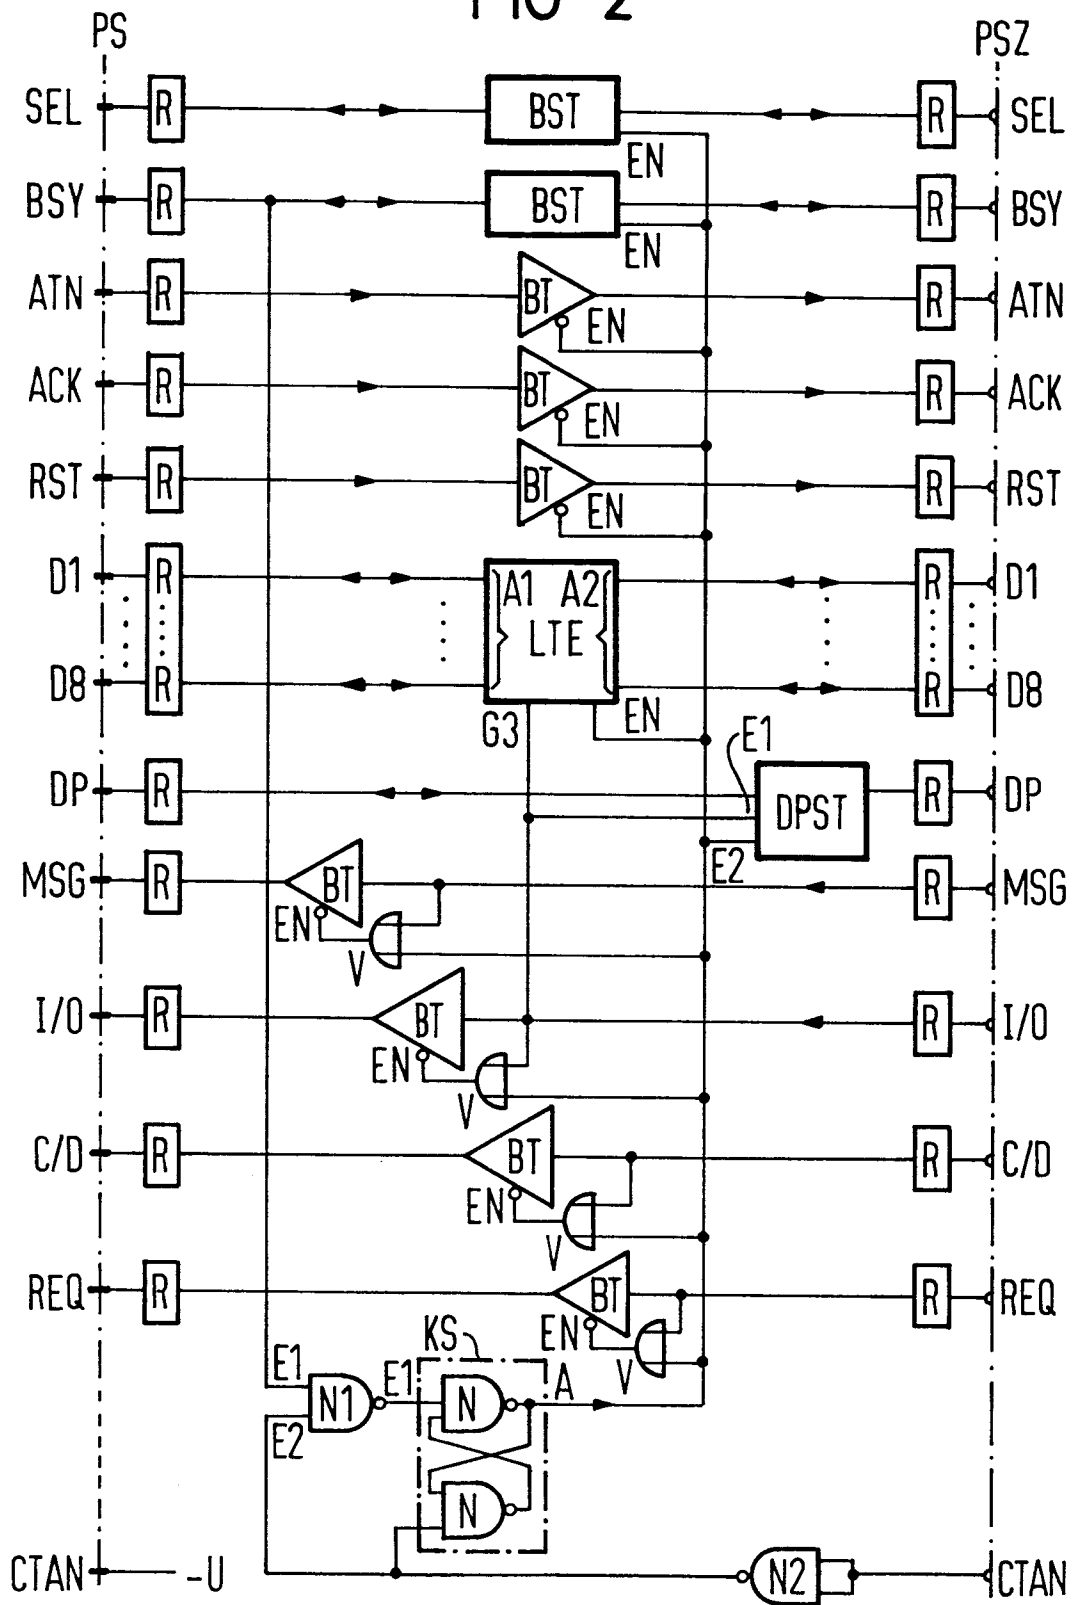 FIG 2
PS PSZ
SEL R BST R SEL
EN
BSY R BST R BSY
EN
ATN R BT EN R ATN
ACK R BT EN R ACK
RST R BT EN R RST
D1 R A1 A2 R D1
LTE
D8 R R D8
G3 EN
E1
DP R DPST R DP
E2
MSG R BT R MSG
EN
V
I/O R BT R I/O
EN
V
C/D R BT R C/D
EN
V
REQ R BT R REQ
KS EN
V
E1 N1 E1 N A
E2
N
CTAN -U N2 CTAN